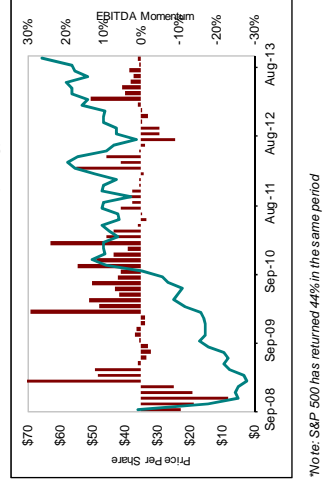 EBITDA Momentum
30%
20%
10%
0%
-10%
-20%
-30%
Aug-13
Aug-12
Aug-11
Sep-10
Sep-09
Sep-08
$70
$60
$50
$40
$30
$20
$10
$0
Price Per Share
*Note: S&P 500 has returned 44% in the same period